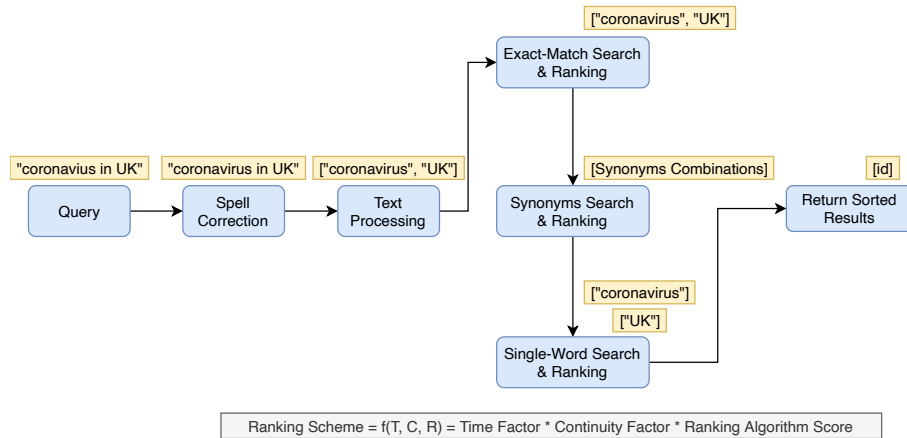 ["coronavirus", "UK"]
Exact-Match Search
& Ranking
"coronavius in UK"
"coronavirus in UK"
["coronavirus", "UK"]
[Synonyms Combinations]
[id]
Query
Spell
Correction
Text
Processing
Synonyms Search
& Ranking
Return Sorted
Results
["coronavirus"]
["UK"]
Single-Word Search
& Ranking
Ranking Scheme = f(T, C, R) = Time Factor * Continuity Factor * Ranking Algorithm Score